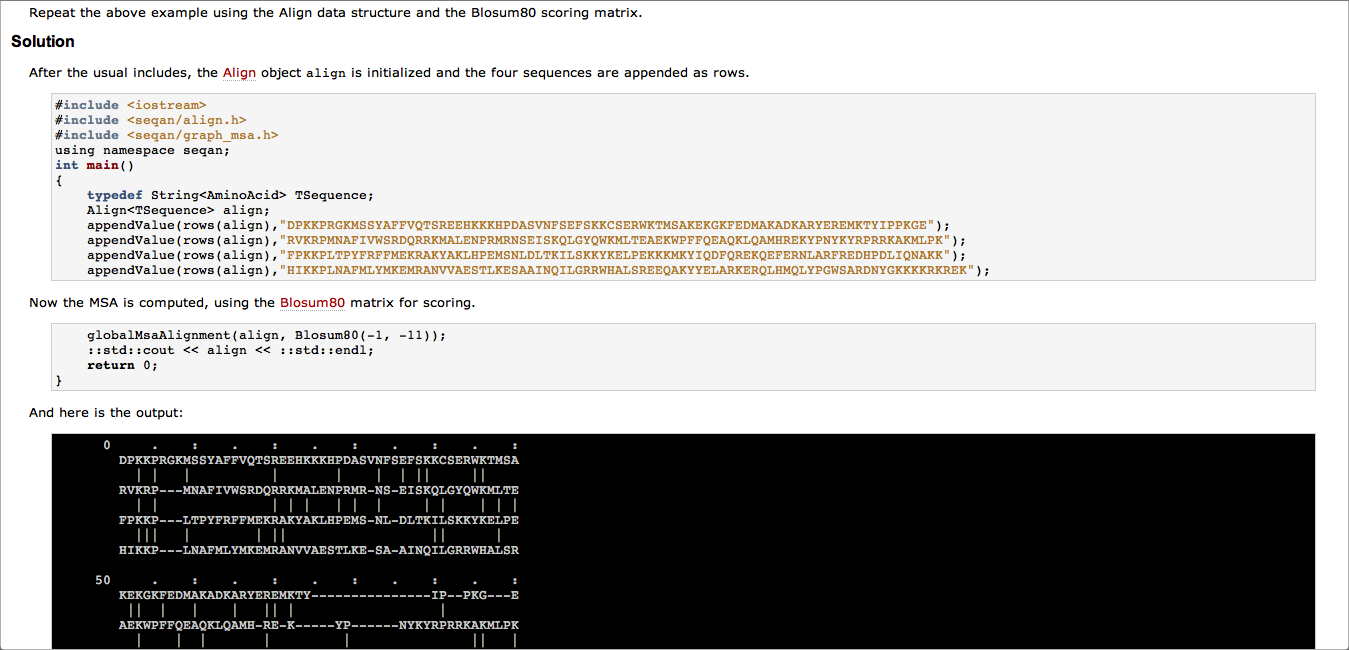 Repeat the above example using the Align data structure and the Blosum80 scoring matrix.
Solution
After the usual includes, the Align object align is initialized and the four sequences are appended as rows.
#include <iostream>
#include <seqan/align.h>
#include <seqan/graph_msa.h>
using namespace seqan;
int main()
{
    typedef String<AminoAcid> TSequence;
    Align<TSequence> align;
    appendValue(rows(align),"DPKKPRGKMSSYAFFVQTSREEHKKKHPDASVNFSEFSKKCSERWKTMSAKEKGKFEDMAKADKARYEREMKTYIPPKGE");
    appendValue(rows(align),"RVKRPMNAFIVWSRDQRRKMALENPRMRNSEISKQLGYQWKMLTEAEKWPFFQEAQKLQAMHREKYPNYKYRPRRKAKMLPK");
    appendValue(rows(align),"FPKKPLTPYFRFFMEKRAKYAKLHPEMSNLDLTKILSKKYKELPEKKKMKYIQDFQREKQEFERNLARFREDHPDLIQNAKK");
    appendValue(rows(align),"HIKKPLNAFMLYMKEMRANVVAESTLKESAAINQILGRRWHALSREEQAKYYELARKERQLHMQLYPGWSARDNYGKKKKRKREK");
Now the MSA is computed, using the Blosum80 matrix for scoring.
    globalMsaAlignment(align, Blosum80(-1, -11));
    ::std::cout << align << ::std::endl;
    return 0;
}
And here is the output:
      0     .    :    .    :    .    :    .    :    .    :
        DPKKPRGKMSSYAFFVQTSREEHKKKHPDASVNFSEFSKKCSERWKTMSA
          | |   |          |       |    |  | ||     ||
        RVKRP---MNAFIVWSRDQRRKMALENPRMR-NS-EISKQLGYQWKMLTE
          | |              | | |   | |  |     | |    | | |
        FPKKP---LTPYFRFFMEKRAKYAKLHPEMS-NL-DLTKILSKKYKELPE
          |||   |        | ||                  ||      |
        HIKKP---LNAFMLYMKEMRANVVAESTLKE-SA-AINQILGRRWHALSR
     50     .    :    .    :    .    :    .    :    .    :
        KEKGKFEDMAKADKARYEREMKTY---------------IP--PKG---E
         ||  |   |    |   || |                  |
        AEKWPFFQEAQKLQAMH-RE-K-----YP------NYKYRPRRKAKMLPK
          |    |  |       |         |               ||   |